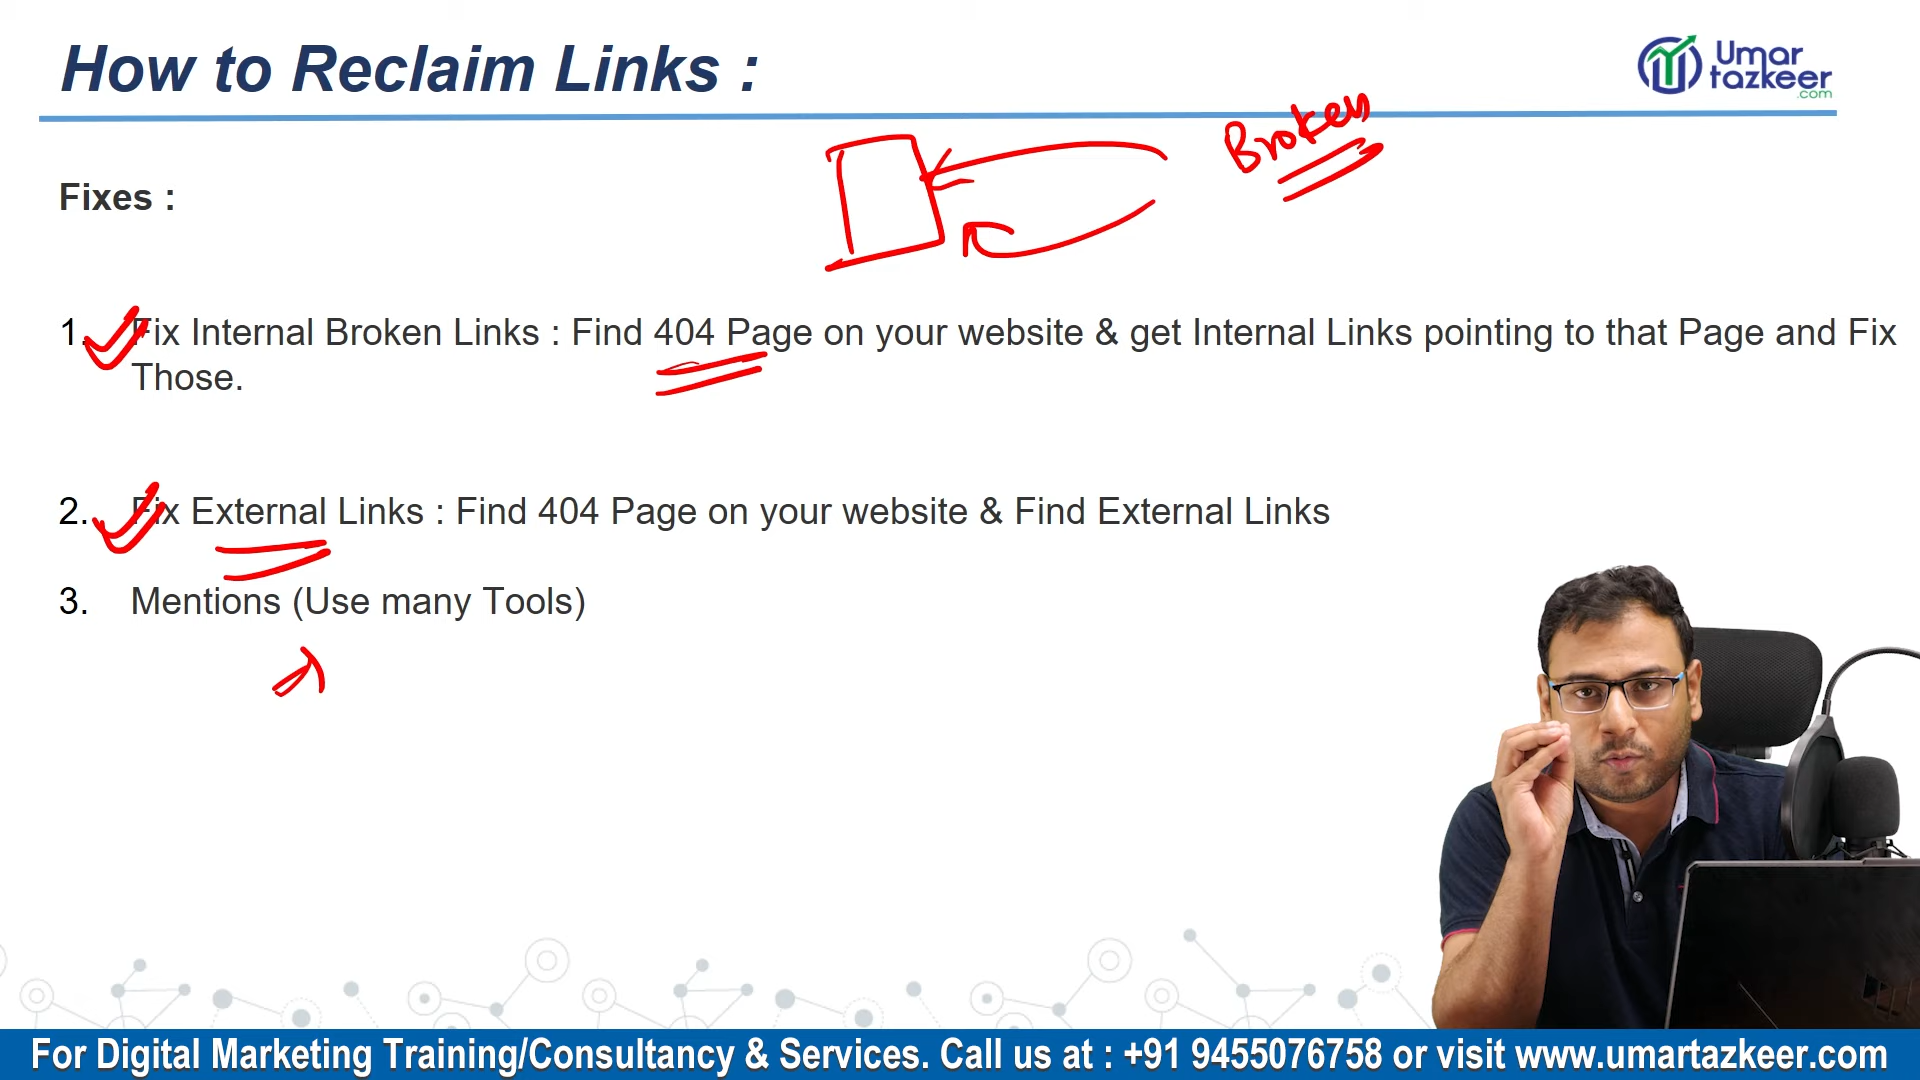 How to Reclaim Links :
Umar
tazkeer
.com
Broken
Fixes :
1. Fix Internal Broken Links : Find 404 Page on your website & get Internal Links pointing to that Page and Fix
Those.
2. Fix External Links : Find 404 Page on your website & Find External Links
3. Mentions (Use many Tools)
For Digital Marketing Training/Consultancy & Services. Call us at : +91 9455076758 or visit www.umartazkeer.com